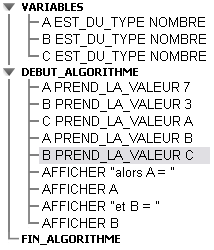 VARIABLES
A EST_DU_TYPE NOMBRE
B EST_DU_TYPE NOMBRE
C EST_DU_TYPE NOMBRE
DEBUT_ALGORITHME
A PREND_LA_VALEUR 7
B PREND_LA_VALEUR 3
C PREND_LA_VALEUR A
A PREND_LA_VALEUR B
B PREND_LA_VALEUR C
AFFICHER "alors A = "
AFFICHER A
AFFICHER "et B = "
AFFICHER B
FIN_ALGORITHME